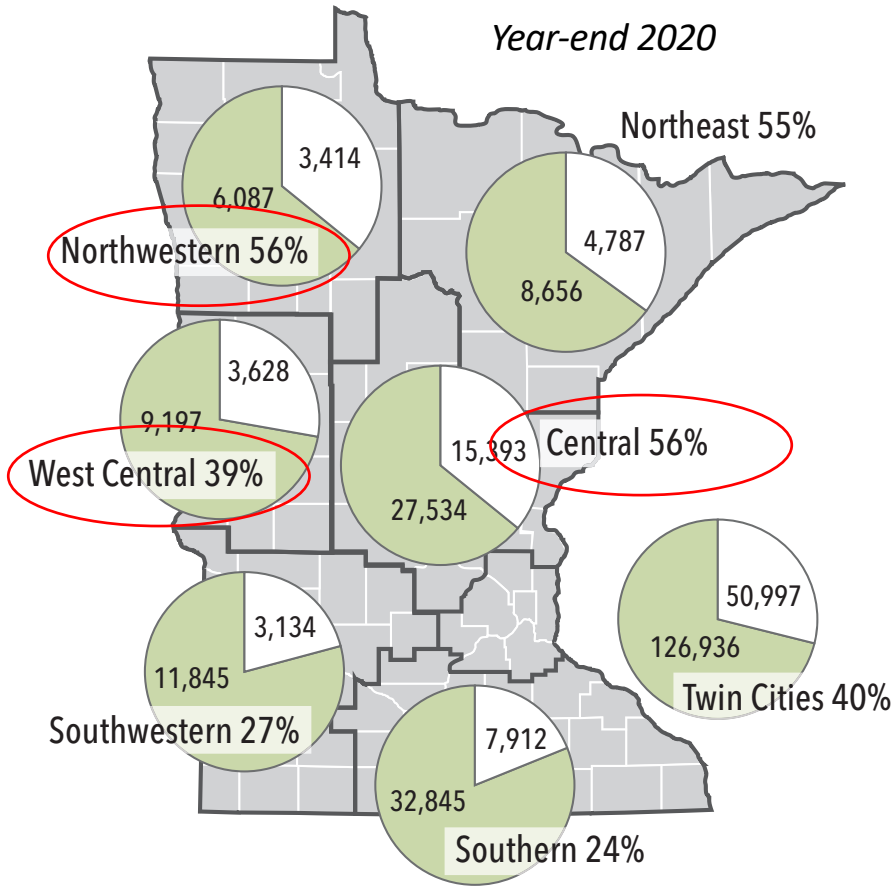 Year-end 2020
Northeast 55%
3,414
6,087
Northwestern 56%
4,787
8,656
3,628
9,197
West Central 39%
15,393
Central 56%
27,534
50,997
126,936
Twin Cities 40%
3,134
11,845
Southwestern 27%
7,912
32,845
Southern 24%